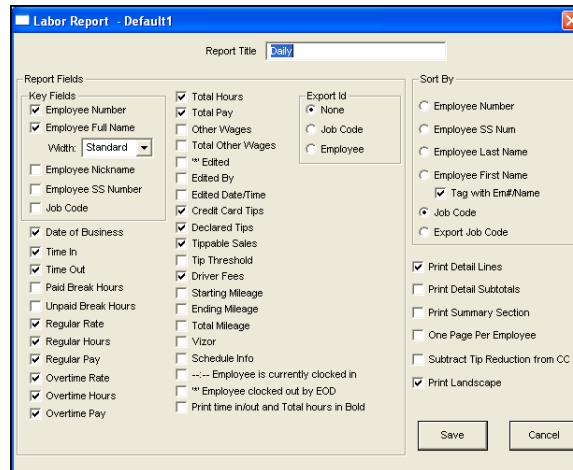 Labor Report - Default1
Report Title Daily
Report Fields
Key Fields
Employee Number
Employee Full Name
Width: Standard
Employee Nickname
Employee SS Number
Job Code
Date of Business
Time In
Time Out
Paid Break Hours
Unpaid Break Hours
Regular Rate
Regular Hours
Regular Pay
Overtime Rate
Overtime Hours
Overtime Pay
Total Hours
Total Pay
Other Wages
Total Other Wages
'*' Edited
Edited By
Edited Date/Time
Credit Card Tips
Declared Tips
Tippable Sales
Tip Threshold
Driver Fees
Starting Mileage
Ending Mileage
Total Mileage
Vizor
Schedule Info
--:-- Employee is currently clocked in
'*' Employee clocked out by EOD
Print time in/out and Total hours in Bold
Export Id
None
Job Code
Employee
Sort By
Employee Number
Employee SS Num
Employee Last Name
Employee First Name
Tag with Em#/Name
Job Code
Export Job Code
Print Detail Lines
Print Detail Subtotals
Print Summary Section
One Page Per Employee
Subtract Tip Reduction from CC
Print Landscape
Save
Cancel